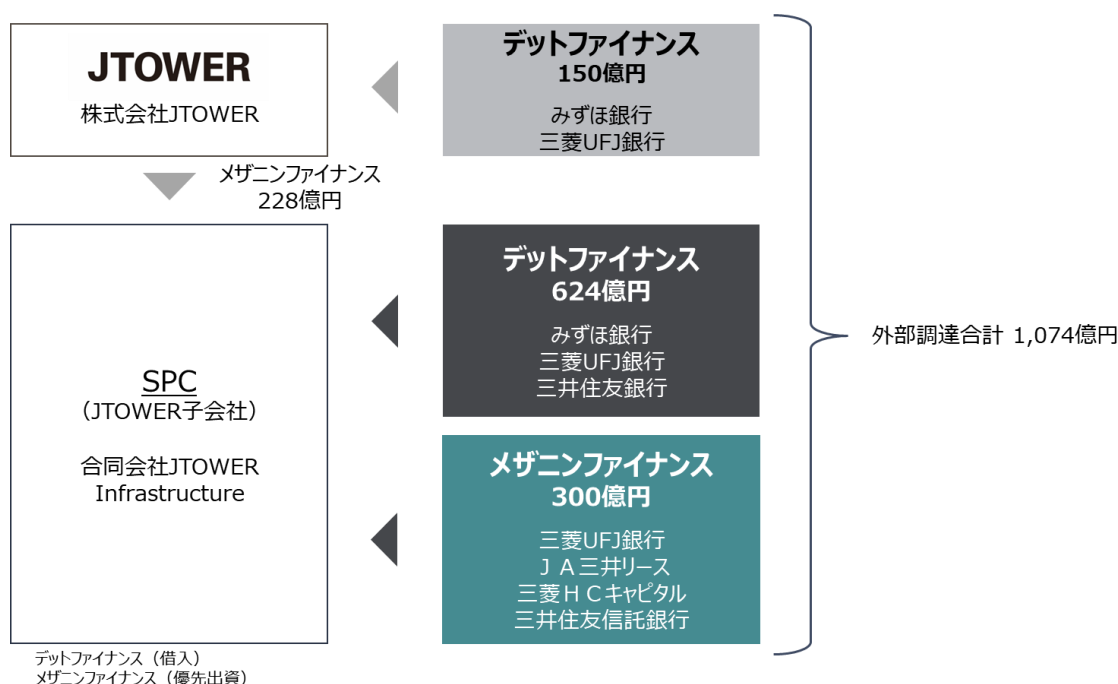 JTOWER
株式会社JTOWER
デットファイナンス
150億円
みずほ銀行
三菱UFJ銀行
メザニンファイナンス
228億円
SPC
（JTOWER子会社）
合同会社JTOWER
Infrastructure
デットファイナンス
624億円
みずほ銀行
三菱UFJ銀行
三井住友銀行
メザニンファイナンス
300億円
三菱UFJ銀行
ＪＡ三井リース
三菱ＨＣキャピタル
三井住友信託銀行
外部調達合計 1,074億円
デットファイナンス（借入）
メザニンファイナンス（優先出資）